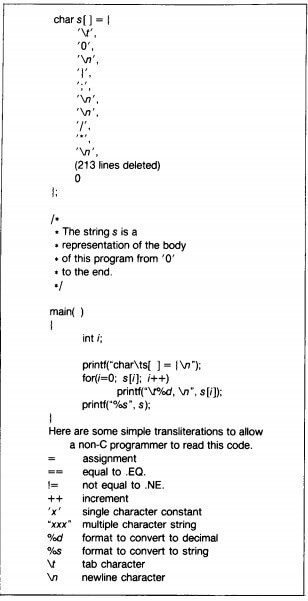 char s[ ] = {
'\t',
'0',
'\n',
'}',
';',
'\n',
'\n',
'/',
'*',
'\n',
(213 lines deleted)
0
};
/*
* The string s is a
* representation of the body
* of this program from '0'
* to the end.
*/
main( )
{
int i;
printf("char\ts[ ] = {\n");
for(i=0; s[i]; i++)
printf("\t%d, \n", s[i]);
printf("%s", s);
}
Here are some simple transliterations to allow
a non-C programmer to read this code.
= assignment
== equal to .EQ.
!= not equal to .NE.
++ increment
'x' single character constant
"xxx" multiple character string
%d format to convert to decimal
%s format to convert to string
\t tab character
\n newline character